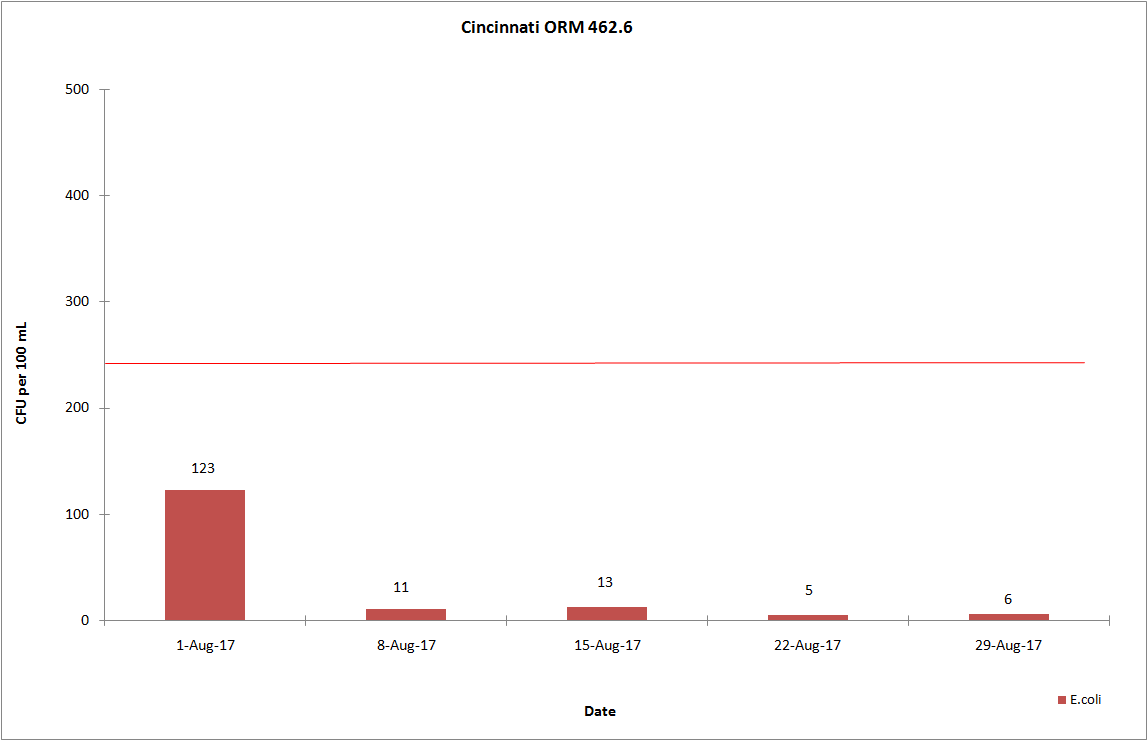 Cincinnati ORM 462.6
500
400
300
200
100
0
CFU per 100 mL
123
11
13
5
6
1-Aug-17
8-Aug-17
15-Aug-17
22-Aug-17
29-Aug-17
E.coli
Date